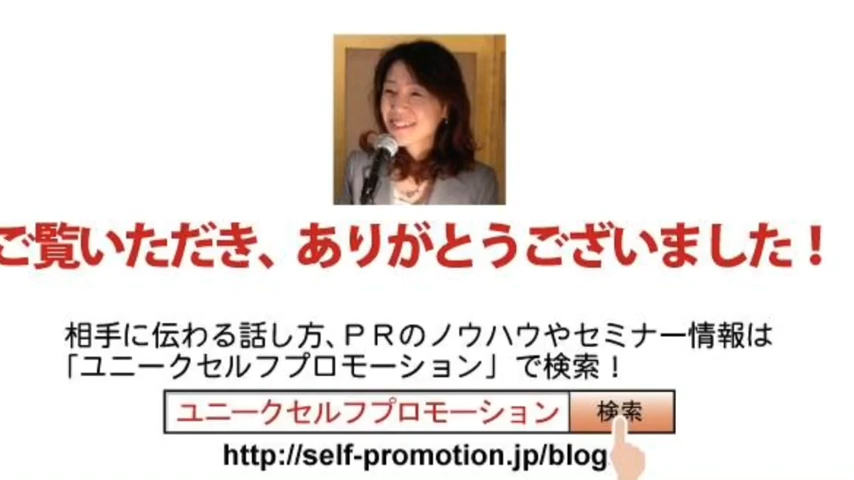 ご覧いただき、ありがとうございました！
相手に伝わる話し方、ＰＲのノウハウやセミナー情報は
「ユニークセルフプロモーション」で検索！
ユニークセルフプロモーション 検索
http://self-promotion.jp/blog